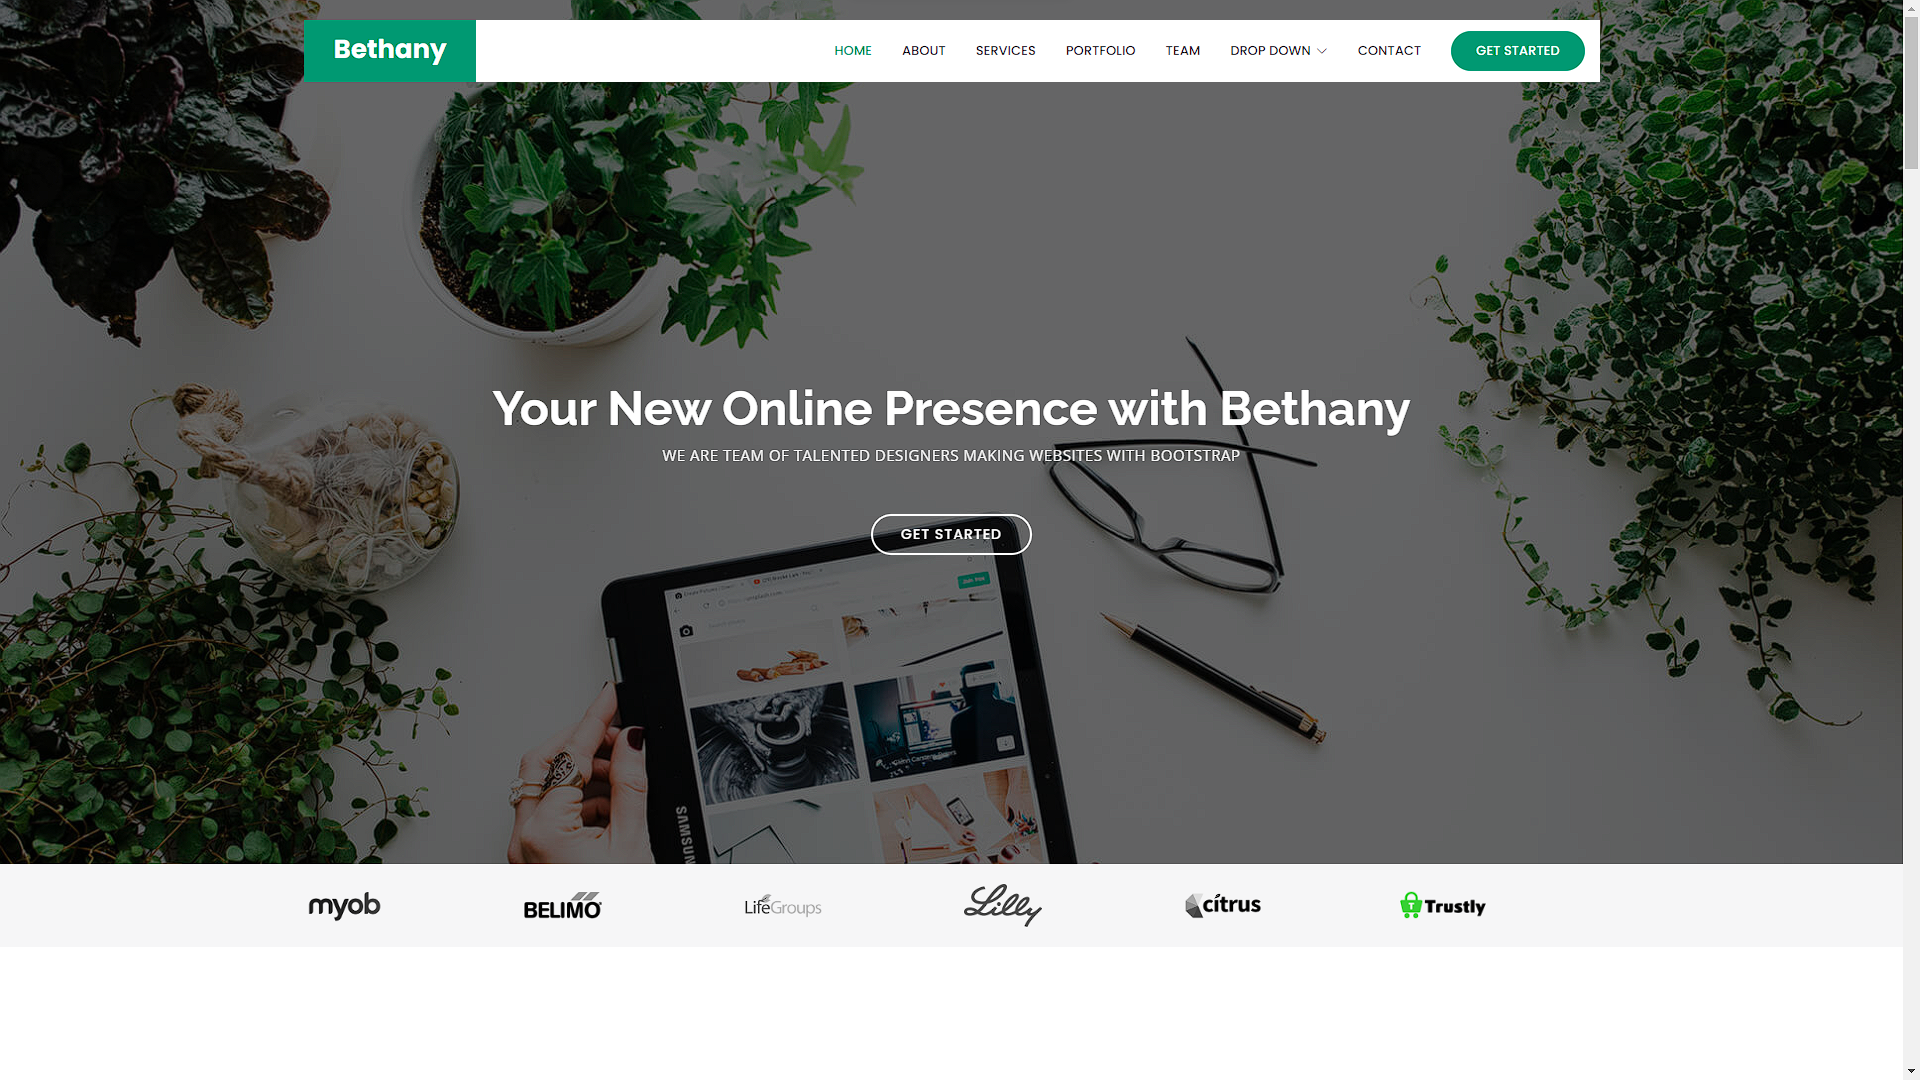 Bethany
HOME ABOUT SERVICES PORTFOLIO TEAM DROP DOWN CONTACT GET STARTED
Your New Online Presence with Bethany
WE ARE TEAM OF TALENTED DESIGNERS MAKING WEBSITES WITH BOOTSTRAP
GET STARTED
SAMSUN
myob BELIMO LifeGroups Lilly citrus Trustly